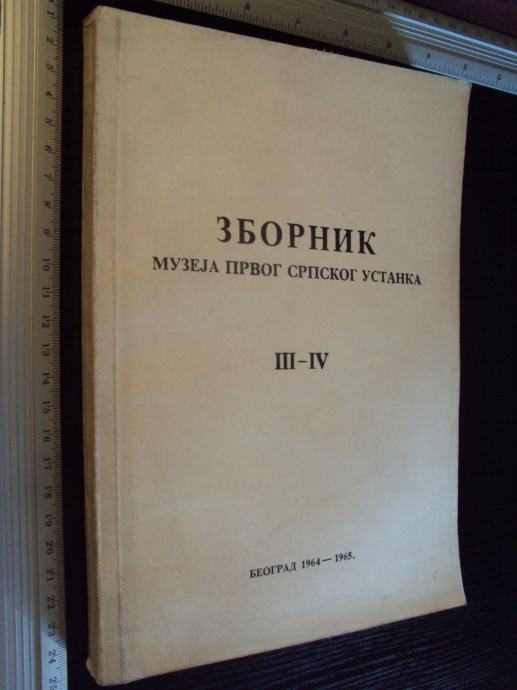 ЗБОРНИК
МУЗЕЈА ПРВОГ СРПСКОГ УСТАНКА
III–IV
БЕОГРАД 1964 — 1965.